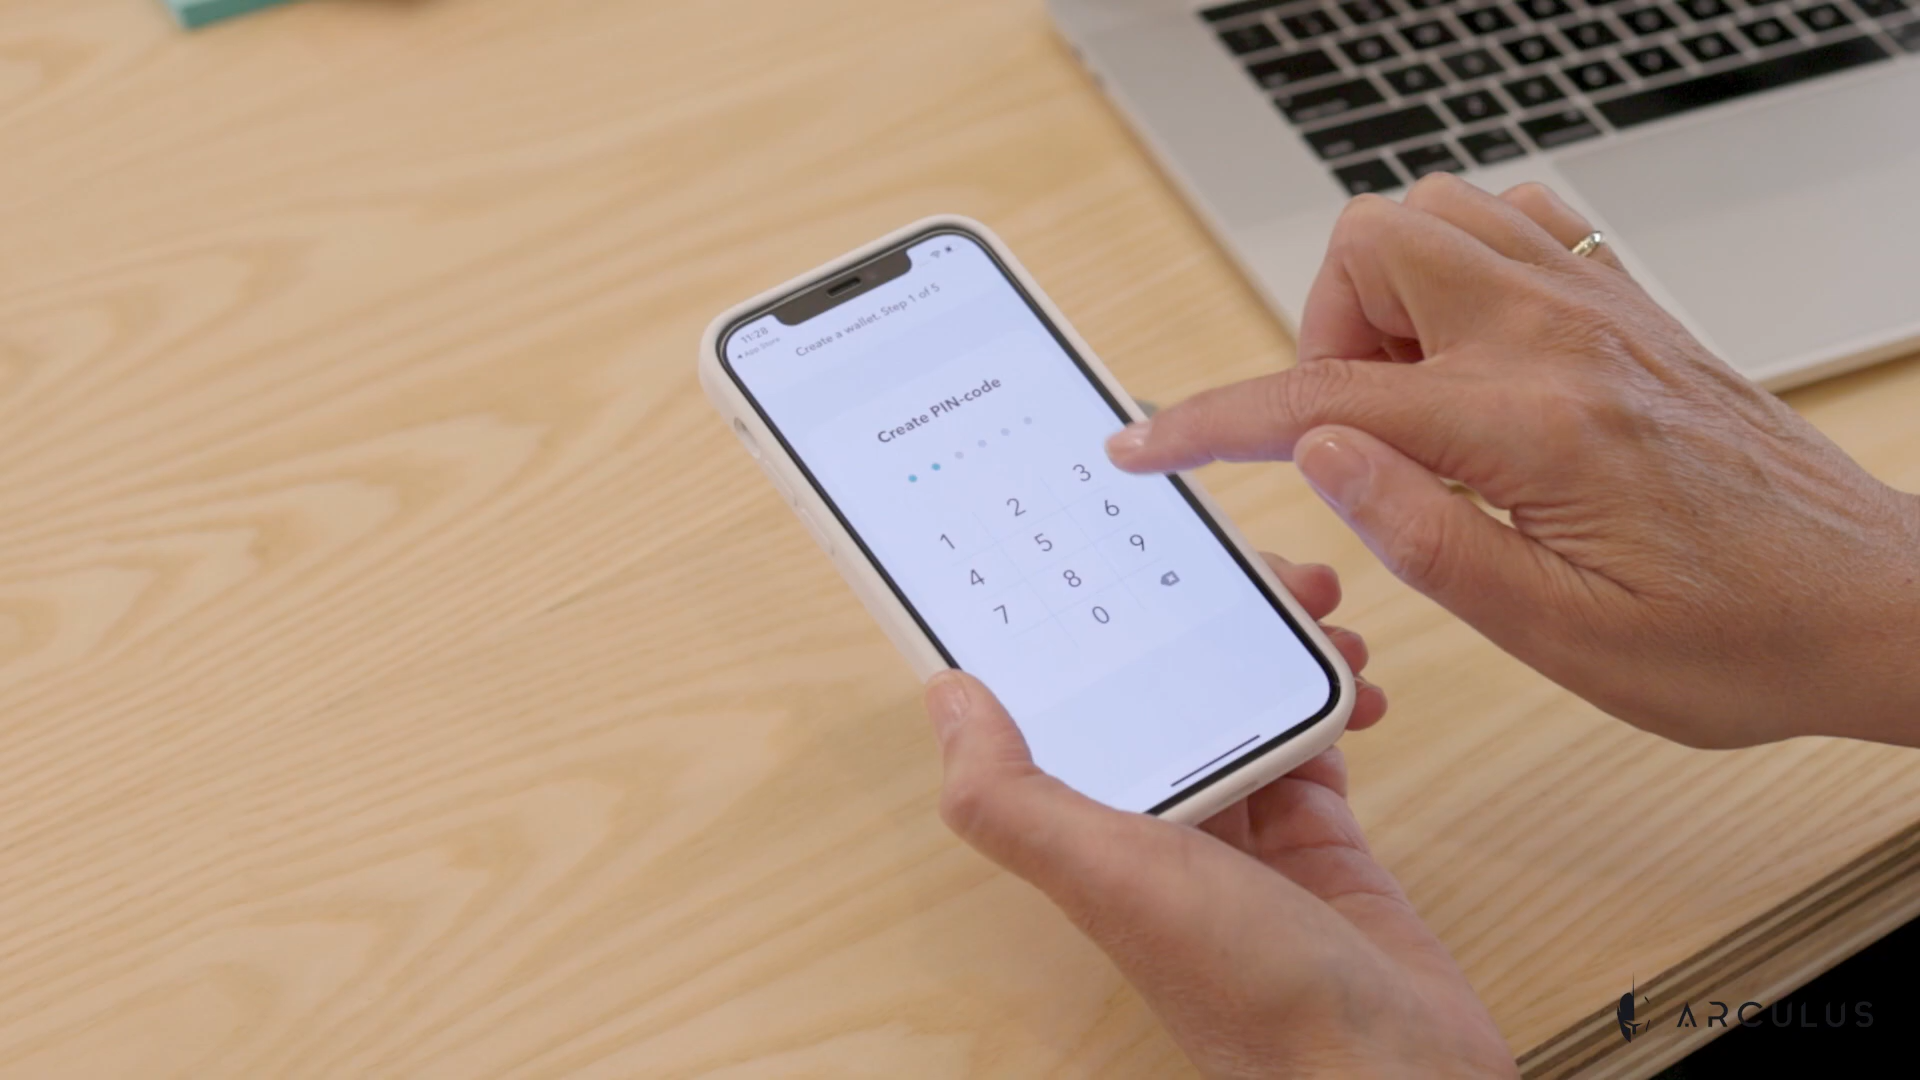 11:28
◀ App Store
Create a wallet. Step 1 of 5
Create PIN-code
1 2 3
4 5 6
7 8 9
0
ARCULUS